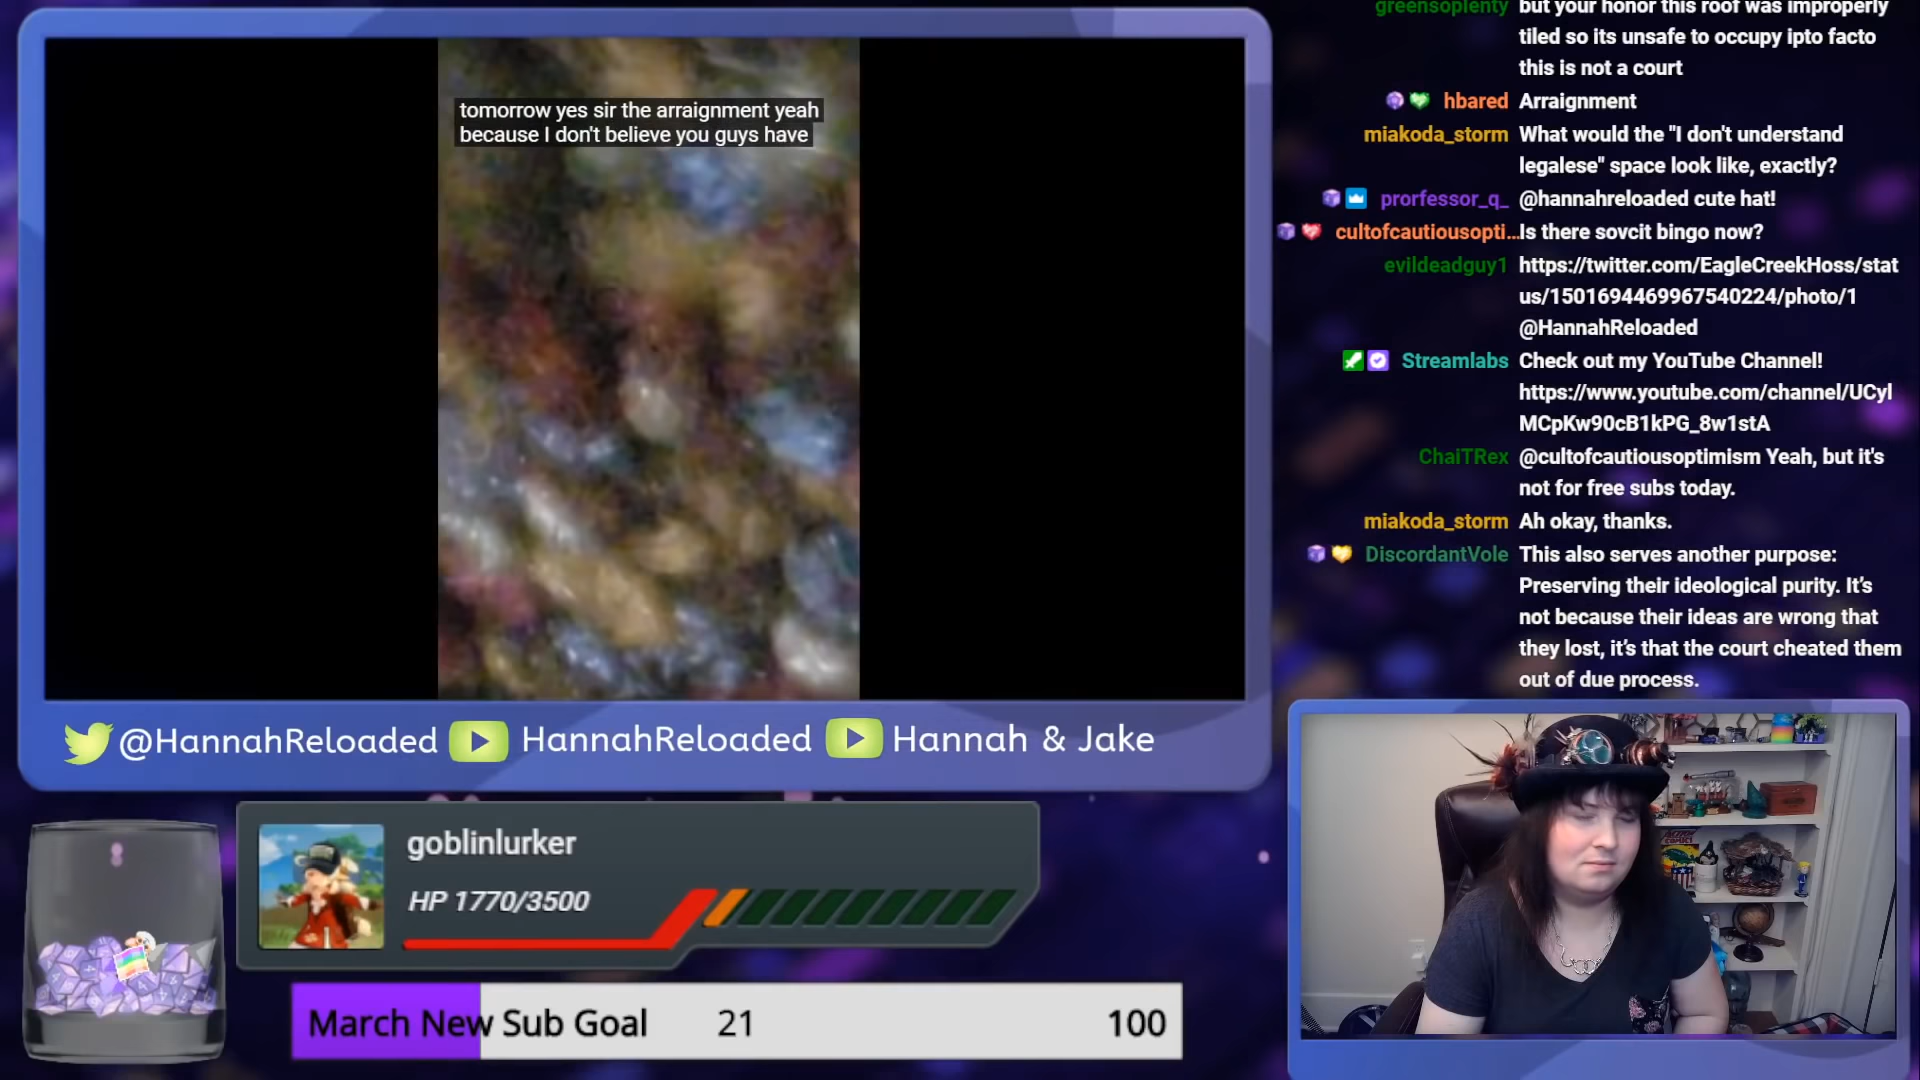 tomorrow yes sir the arraignment yeah
because I don't believe you guys have
@HannahReloaded HannahReloaded Hannah & Jake
goblinlurker
HP 1770/3500
March New Sub Goal 21 100
greensoplenty but your honor this roof was improperly
tiled so its unsafe to occupy ipto facto
this is not a court
hbared Arraignment
miakoda_storm What would the "I don't understand
legalese" space look like, exactly?
prorfessor_q_ @hannahreloaded cute hat!
cultofcautiousopti... Is there sovcit bingo now?
evildeadguy1 https://twitter.com/EagleCreekHoss/stat
us/1501694469967540224/photo/1
@HannahReloaded
Streamlabs Check out my YouTube Channel!
https://www.youtube.com/channel/UCyl
MCpKw90cB1kPG_8w1stA
ChaiTRex @cultofcautiousoptimism Yeah, but it's
not for free subs today.
miakoda_storm Ah okay, thanks.
DiscordantVole This also serves another purpose:
Preserving their ideological purity. It's
not because their ideas are wrong that
they lost, it's that the court cheated them
out of due process.